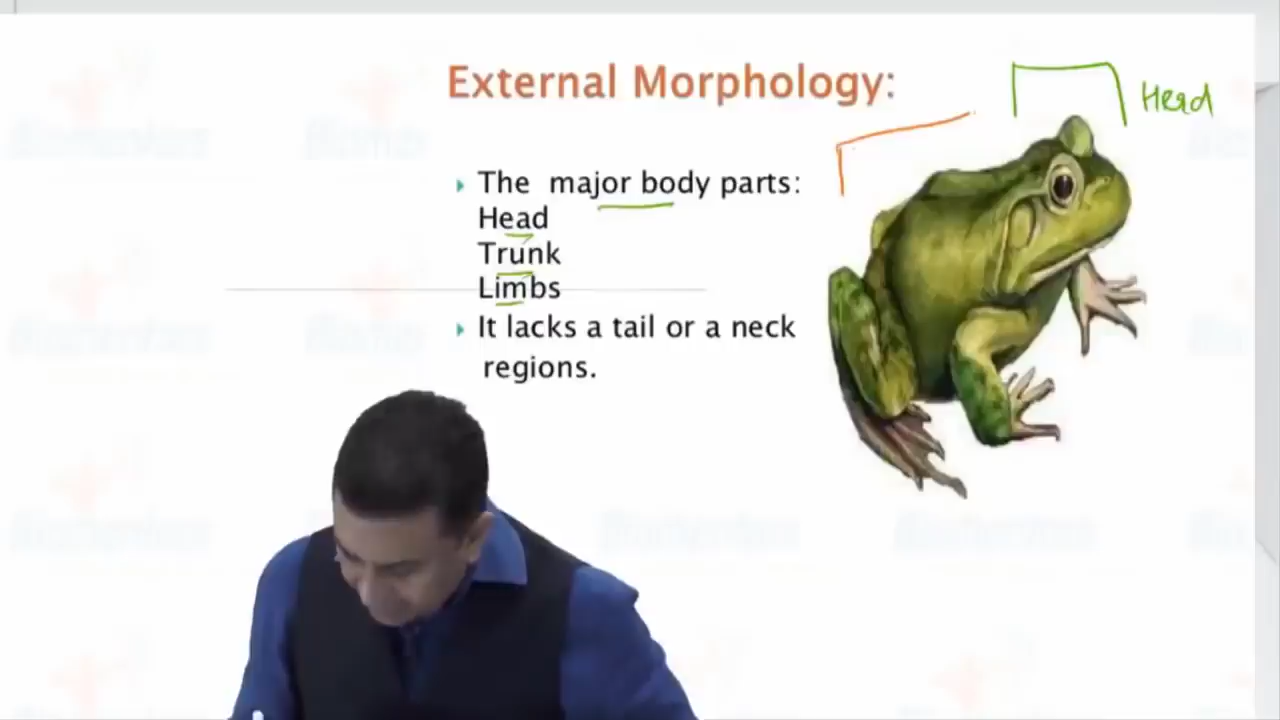 External Morphology:
Head
The major body parts:
Head
Trunk
Limbs
It lacks a tail or a neck
regions.